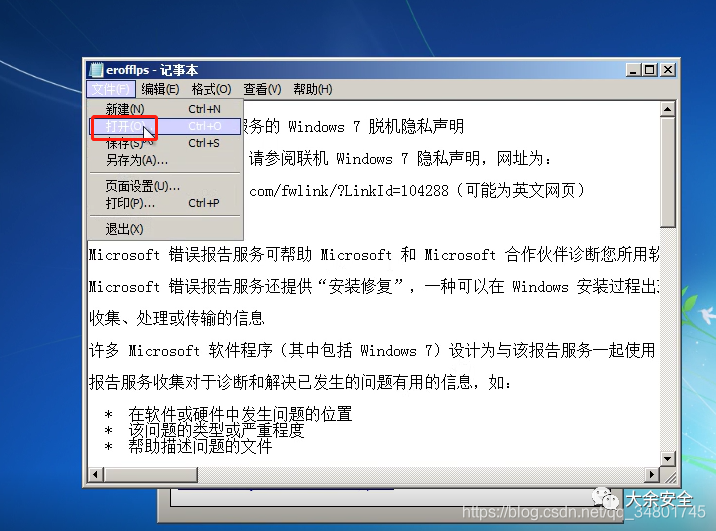 erofflps - 记事本
文件(F) 编辑(E) 格式(O) 查看(V) 帮助(H)
新建(N) Ctrl+N
打开(O) Ctrl+O
保存(S) Ctrl+S
另存为(A)...
页面设置(U)...
打印(P)... Ctrl+P
退出(X)
服务的 Windows 7 脱机隐私声明
请参阅联机 Windows 7 隐私声明，网址为：
com/fwlink/?LinkId=104288（可能为英文网页）
Microsoft 错误报告服务可帮助 Microsoft 和 Microsoft 合作伙伴诊断您所用软
Microsoft 错误报告服务还提供“安装修复”，一种可以在 Windows 安装过程出现
收集、处理或传输的信息
许多 Microsoft 软件程序（其中包括 Windows 7）设计为与该报告服务一起使用
报告服务收集对于诊断和解决已发生的问题有用的信息，如：
* 在软件或硬件中发生问题的位置
* 该问题的类型或严重程度
* 帮助描述问题的文件
大余安全
https://blog.csdn.net/qq_34801745